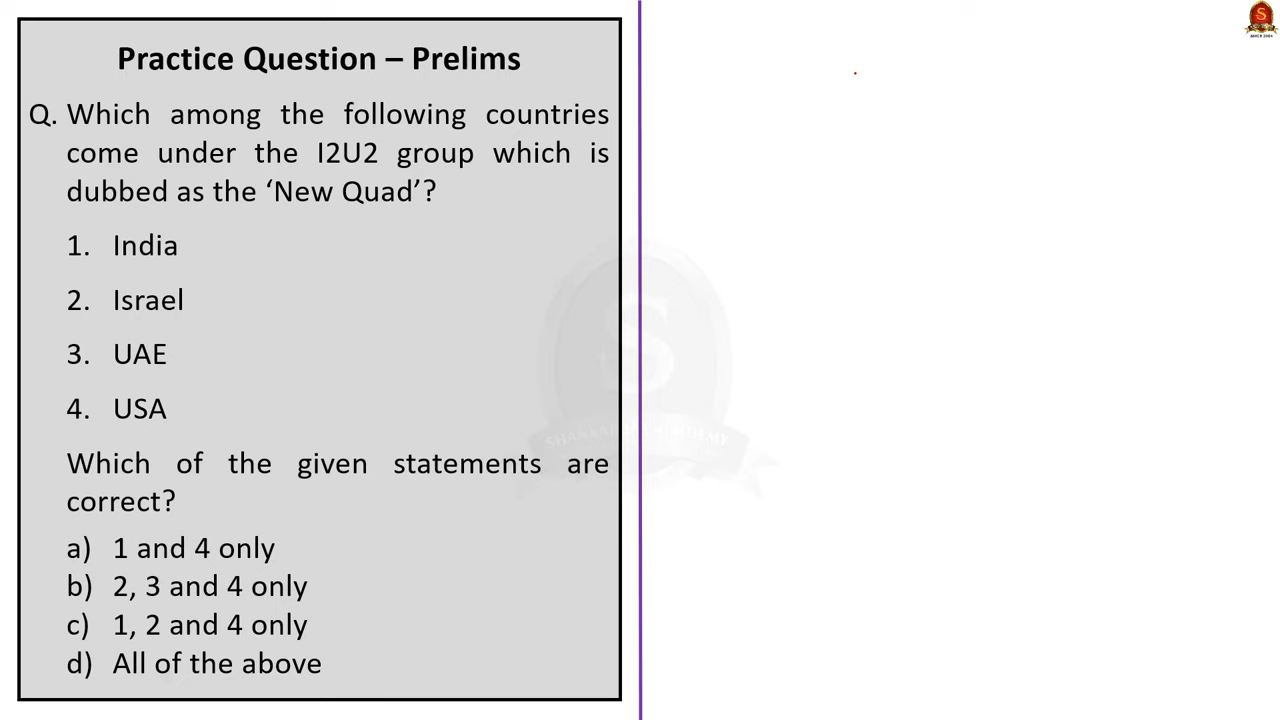 Practice Question – Prelims
Q. Which among the following countries
come under the I2U2 group which is
dubbed as the ‘New Quad’?
1. India
2. Israel
3. UAE
4. USA
Which of the given statements are
correct?
a) 1 and 4 only
b) 2, 3 and 4 only
c) 1, 2 and 4 only
d) All of the above
S
SINCE 2004